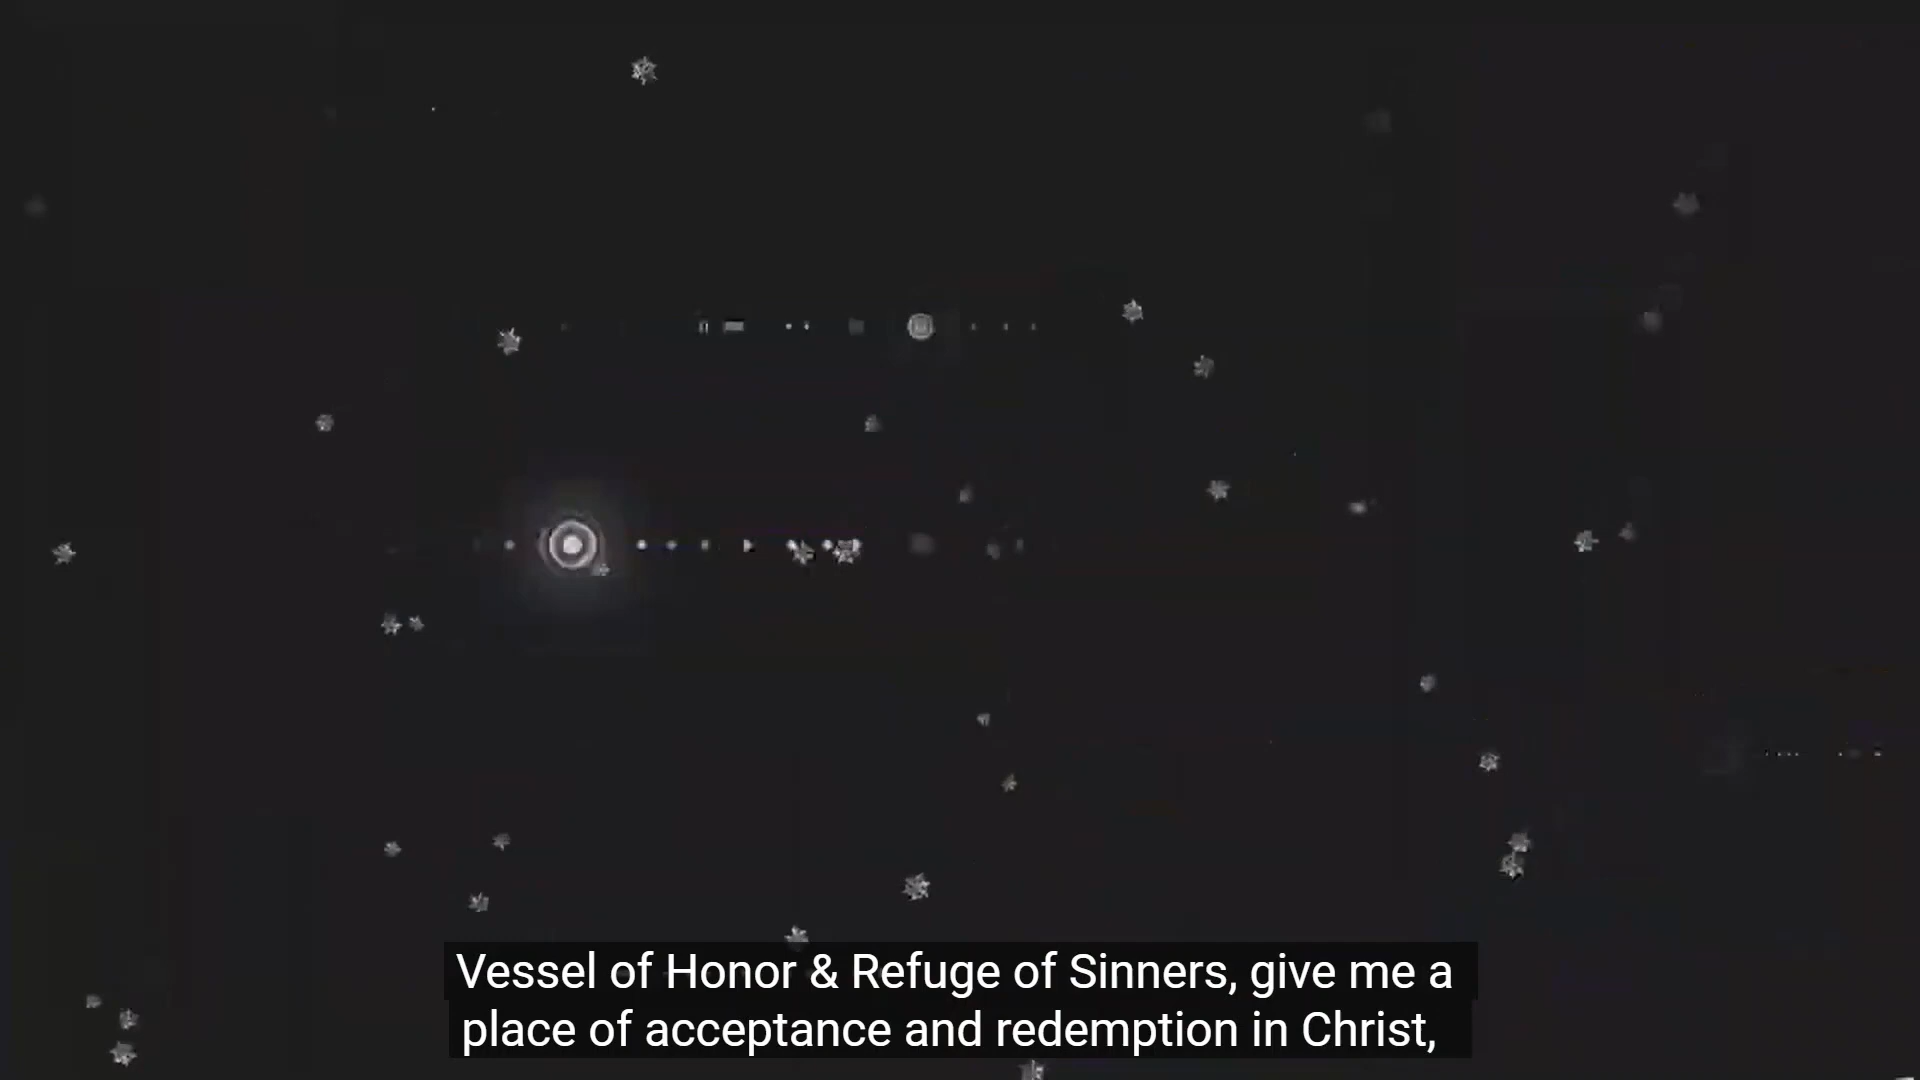 Vessel of Honor & Refuge of Sinners, give me a
place of acceptance and redemption in Christ,